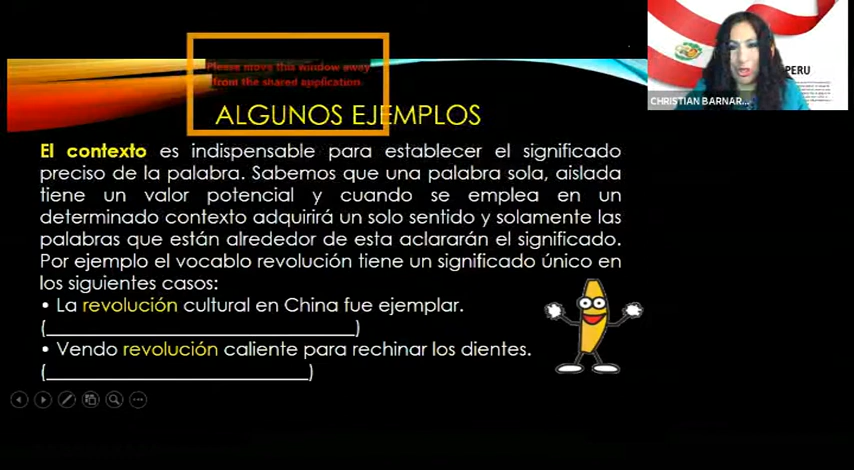 Please move this window away
from the shared application.
ALGUNOS EJEMPLOS
PERU
CHRISTIAN BARNAR...
El contexto es indispensable para establecer el significado
preciso de la palabra. Sabemos que una palabra sola, aislada
tiene un valor potencial y cuando se emplea en un
determinado contexto adquirirá un solo sentido y solamente las
palabras que están alrededor de esta aclararán el significado.
Por ejemplo el vocablo revolución tiene un significado único en
los siguientes casos:
• La revolución cultural en China fue ejemplar.
(______________________________)
• Vendo revolución caliente para rechinar los dientes.
(_________________________)